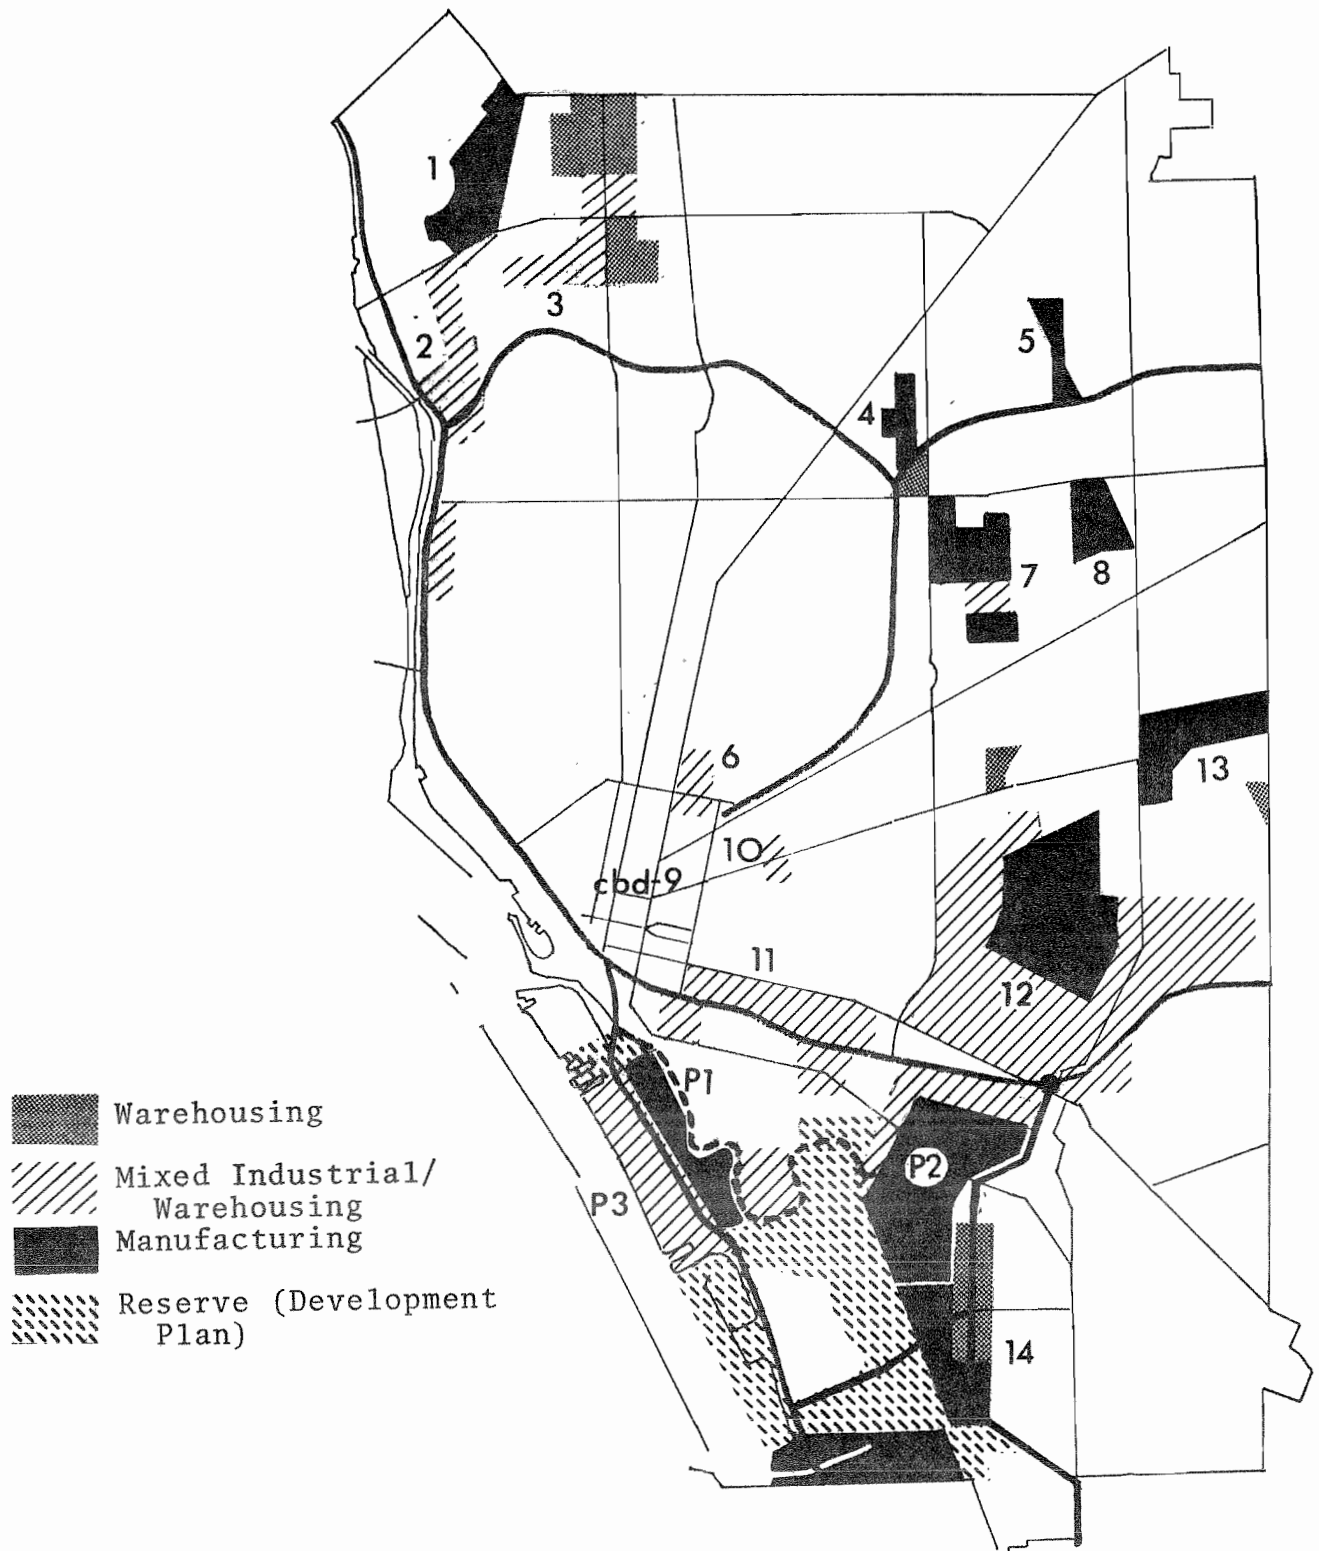 1
2
3
4
5
6
7
8
10
cbd-9
11
12
13
P1
P2
P3
14
Warehousing
Mixed Industrial/
Warehousing
Manufacturing
Reserve (Development
Plan)